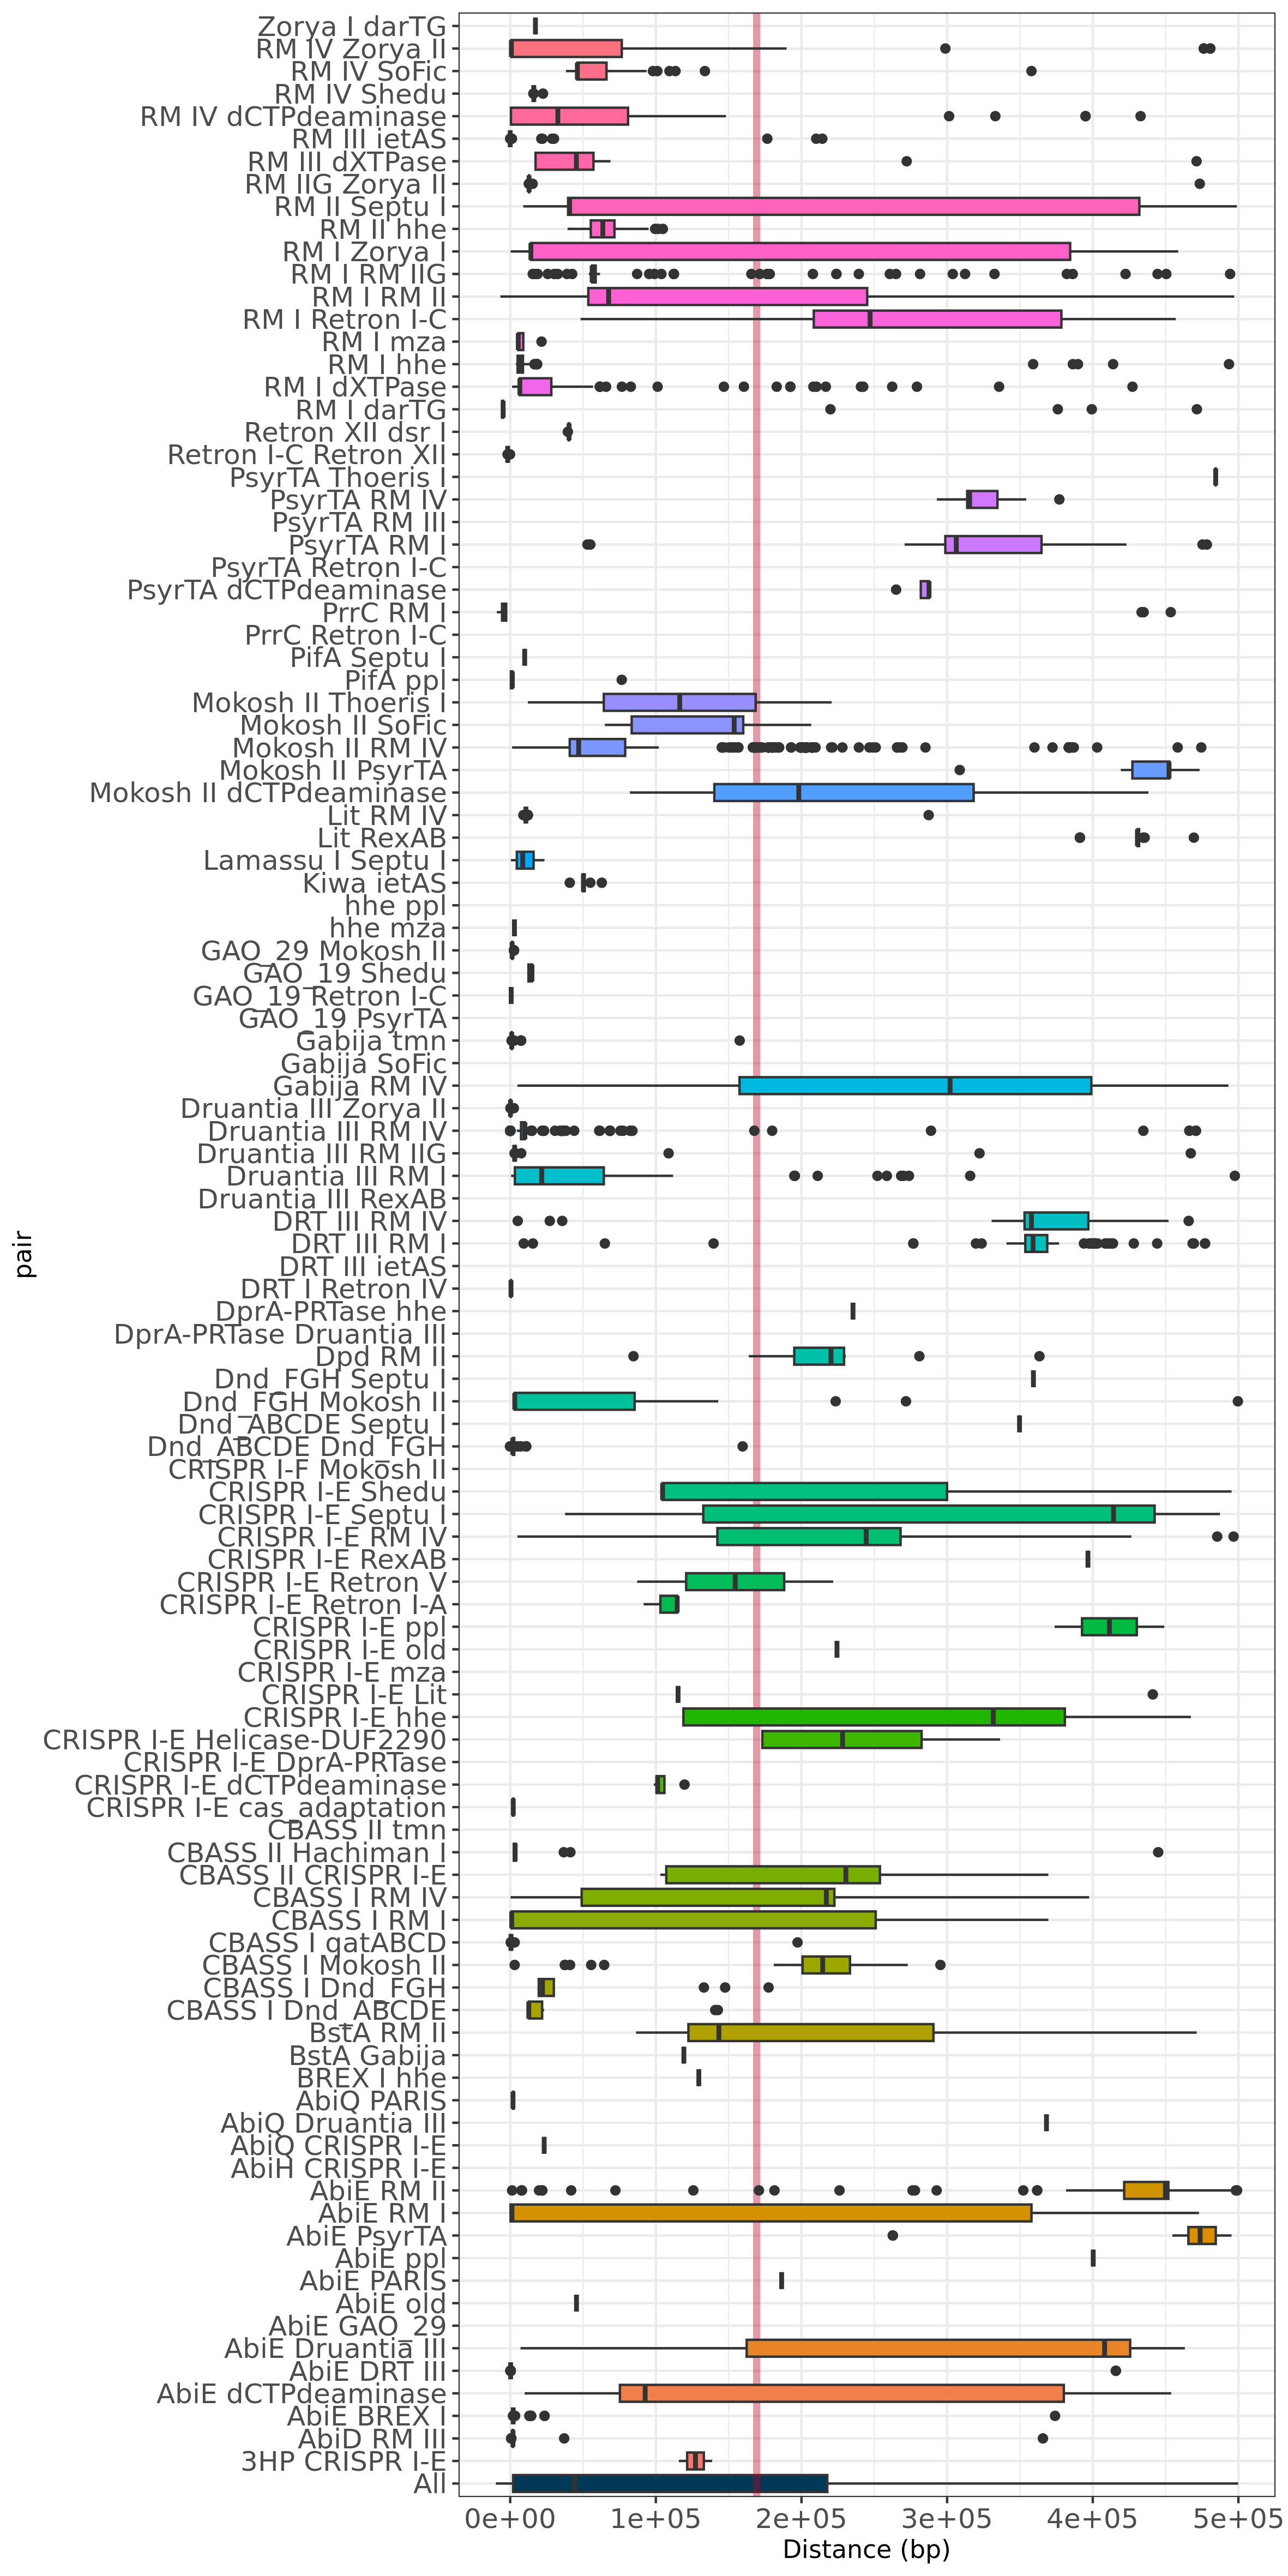 Zorya I darTG
RM IV Zorya II
RM IV SoFic
RM IV Shedu
RM IV dCTPdeaminase
RM III ietAS
RM III dXTPase
RM IIG Zorya II
RM II Septu I
RM II hhe
RM I Zorya I
RM I RM IIG
RM I RM II
RM I Retron I-C
RM I mza
RM I hhe
RM I dXTPase
RM I darTG
Retron XII dsr I
Retron I-C Retron XII
PsyrTA Thoeris I
PsyrTA RM IV
PsyrTA RM III
PsyrTA RM I
PsyrTA Retron I-C
PsyrTA dCTPdeaminase
PrrC RM I
PrrC Retron I-C
PifA Septu I
PifA ppl
Mokosh II Thoeris I
Mokosh II SoFic
Mokosh II RM IV
Mokosh II PsyrTA
Mokosh II dCTPdeaminase
Lit RM IV
Lit RexAB
Lamassu I Septu I
Kiwa ietAS
hhe ppl
hhe mza
GAO_29 Mokosh II
GAO_19 Shedu
GAO_19 Retron I-C
GAO_19 PsyrTA
Gabija tmn
Gabija SoFic
Gabija RM IV
Druantia III Zorya II
Druantia III RM IV
Druantia III RM IIG
Druantia III RM I
Druantia III RexAB
DRT III RM IV
DRT III RM I
DRT III ietAS
DRT I Retron IV
DprA-PRTase hhe
DprA-PRTase Druantia III
Dpd RM II
Dnd_FGH Septu I
Dnd_FGH Mokosh II
Dnd_ABCDE Septu I
Dnd_ABCDE Dnd_FGH
CRISPR I-F Mokosh II
CRISPR I-E Shedu
CRISPR I-E Septu I
CRISPR I-E RM IV
CRISPR I-E RexAB
CRISPR I-E Retron V
CRISPR I-E Retron I-A
CRISPR I-E ppl
CRISPR I-E old
CRISPR I-E mza
CRISPR I-E Lit
CRISPR I-E hhe
CRISPR I-E Helicase-DUF2290
CRISPR I-E DprA-PRTase
CRISPR I-E dCTPdeaminase
CRISPR I-E cas_adaptation
CBASS II tmn
CBASS II Hachiman I
CBASS II CRISPR I-E
CBASS I RM IV
CBASS I RM I
CBASS I qatABCD
CBASS I Mokosh II
CBASS I Dnd_FGH
CBASS I Dnd_ABCDE
BstA RM II
BstA Gabija
BREX I hhe
AbiQ PARIS
AbiQ Druantia III
AbiQ CRISPR I-E
AbiH CRISPR I-E
AbiE RM II
AbiE RM I
AbiE PsyrTA
AbiE ppl
AbiE PARIS
AbiE old
AbiE GAO_29
AbiE Druantia III
AbiE DRT III
AbiE dCTPdeaminase
AbiE BREX I
AbiD RM III
3HP CRISPR I-E
All
pair
0e+00 1e+05 2e+05 3e+05 4e+05 5e+05
Distance (bp)